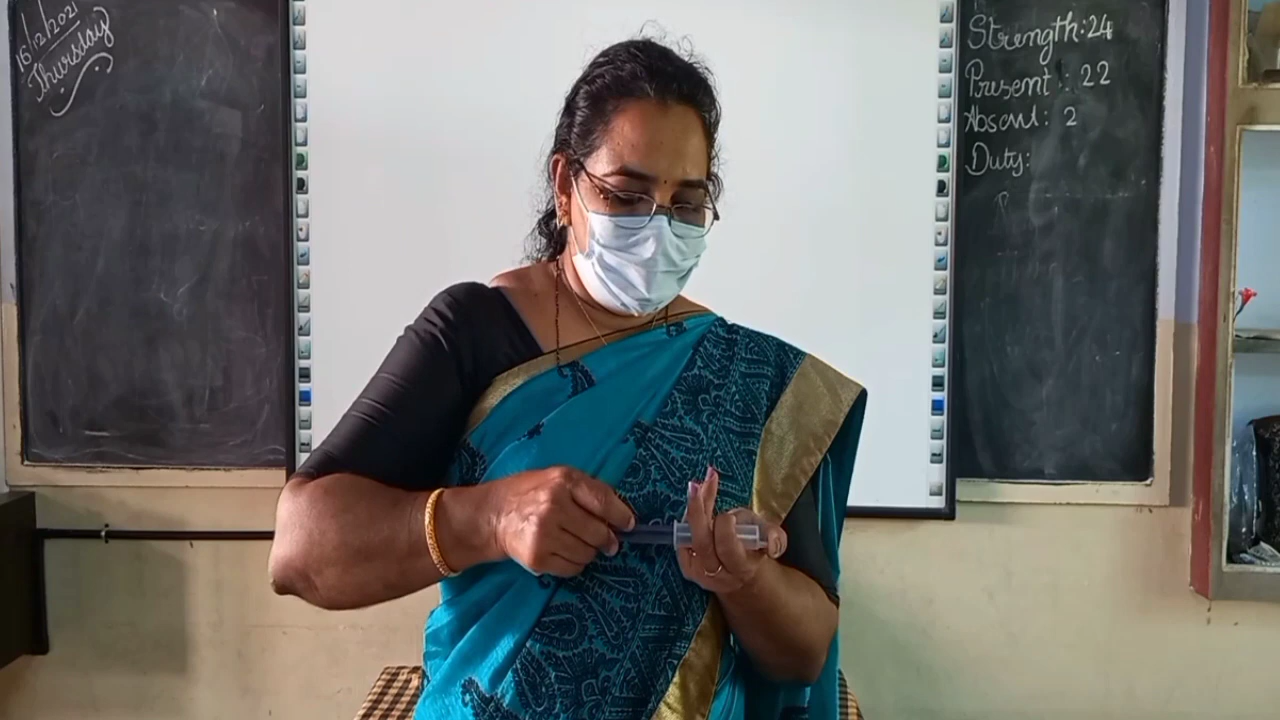 16/12/2021
Thursday
Strength: 24
Present : 22
Absent: 2
Duty: